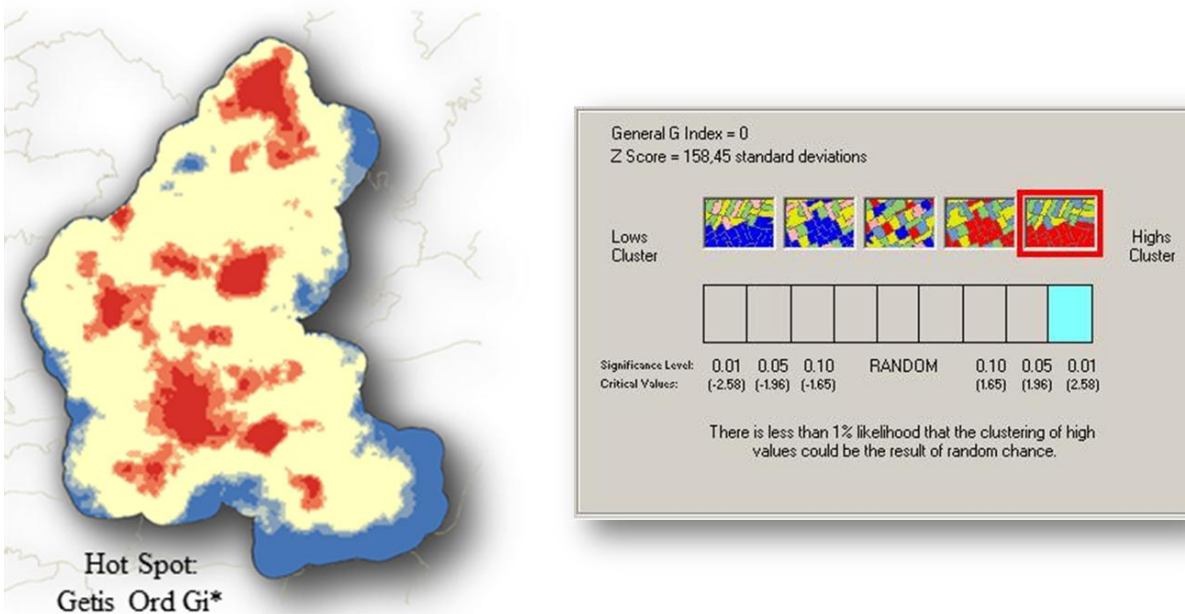 Hot Spot:
Getis Ord Gi*
General G Index = 0
Z Score = 158,45 standard deviations
Lows
Cluster
Highs
Cluster
Significance Level: 0.01 0.05 0.10 RANDOM 0.10 0.05 0.01
Critical Values: (-2.58) (-1.96) (-1.65) (1.65) (1.96) (2.58)
There is less than 1% likelihood that the clustering of high
values could be the result of random chance.